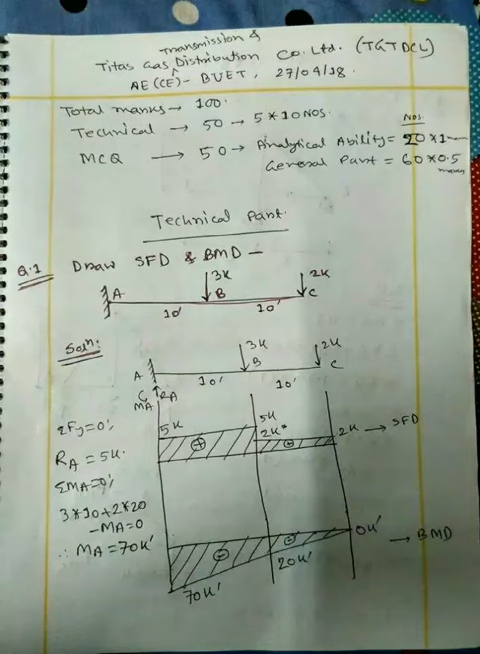 Transmission &
Titas Gas Distribution Co. Ltd. (TGTDCL)
AE (CE) - BUET, 27/04/18.
Total marks → 100.
Technical → 50 → 5 * 10 NOS.
Nos.
MCQ → 50 → Analytical Ability = 20 * 1
General Part = 60 * 0.5
marks
Technical Part.
Q.1 Draw SFD & BMD —
3K 2K
A B C
10' 10'
Soln:
3K 2K
A B C
10' 10'
MA RA
ΣFy = 0;
5K 5K
2K 2K → SFD
⊕ ⊖
RA = 5K.
ΣMA = 0;
3*10 + 2*20
- MA = 0
∴ MA = 70K'
0K' → BMD
⊖ ⊖
20K'
70K'